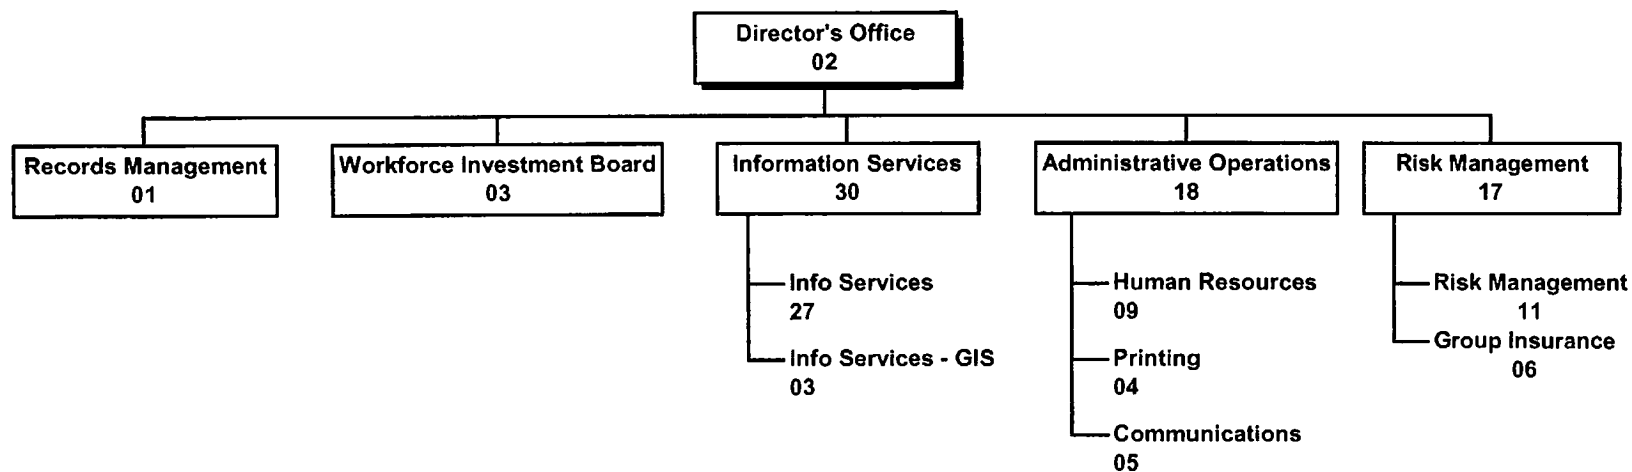 Director's Office
02
Records Management
01
Workforce Investment Board
03
Information Services
30
Administrative Operations
18
Risk Management
17
Info Services
27
Info Services - GIS
03
Human Resources
09
Printing
04
Communications
05
Risk Management
11
Group Insurance
06